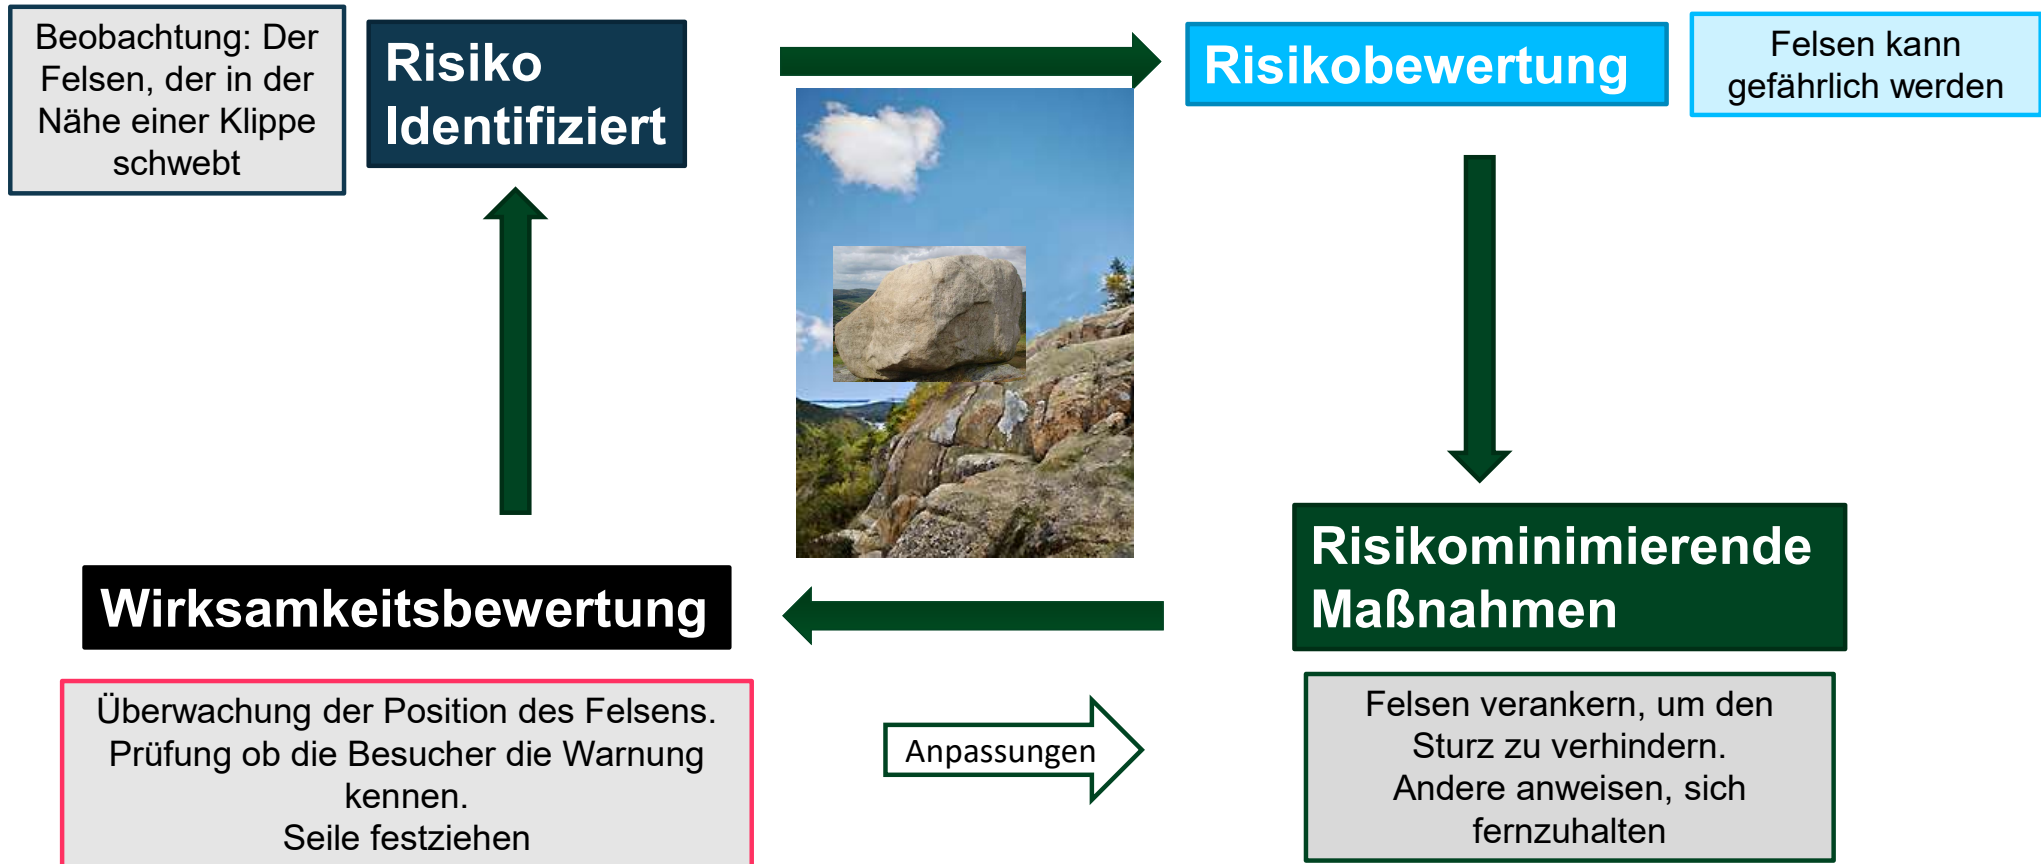 Beobachtung: Der
Felsen, der in der
Nähe einer Klippe
schwebt
Risiko
Identifiziert
Risikobewertung
Felsen kann
gefährlich werden
Risikominimierende
Maßnahmen
Felsen verankern, um den
Sturz zu verhindern.
Andere anweisen, sich
fernzuhalten
Wirksamkeitsbewertung
Überwachung der Position des Felsens.
Prüfung ob die Besucher die Warnung
kennen.
Seile festziehen
Anpassungen